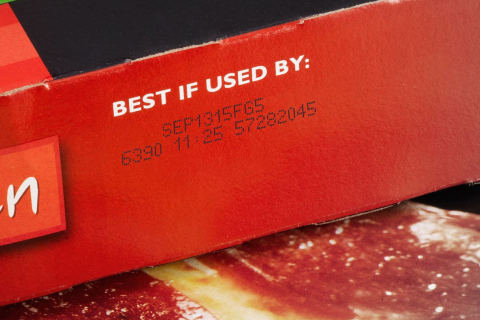 BEST IF USED BY:
SEP1315FG5
6390 11:25 57282045